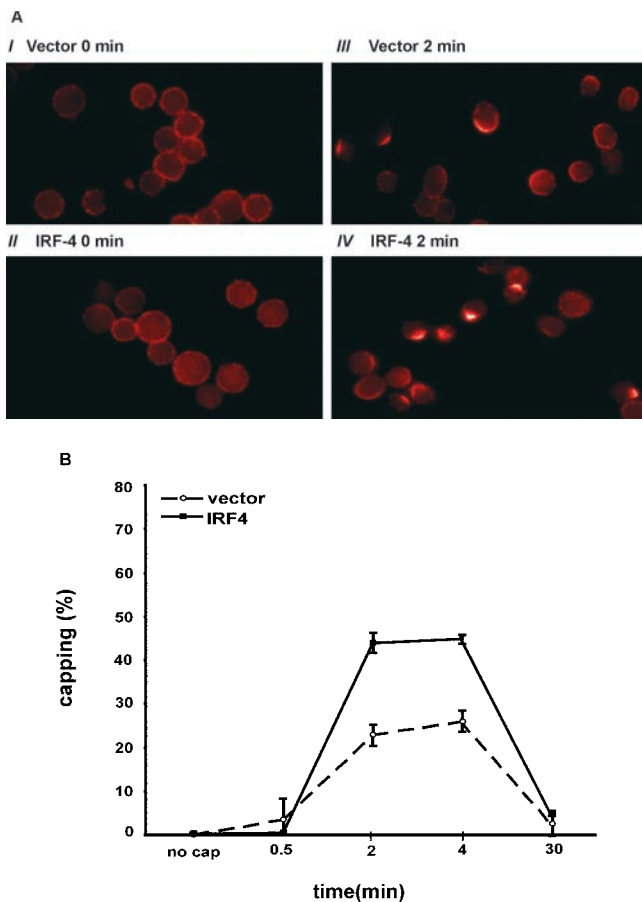 A
I Vector 0 min
III Vector 2 min
II IRF-4 0 min
IV IRF-4 2 min
B
80
70
60
50
40
30
20
10
0
capping (%)
vector
IRF4
no cap 0.5 2 4 30
time(min)